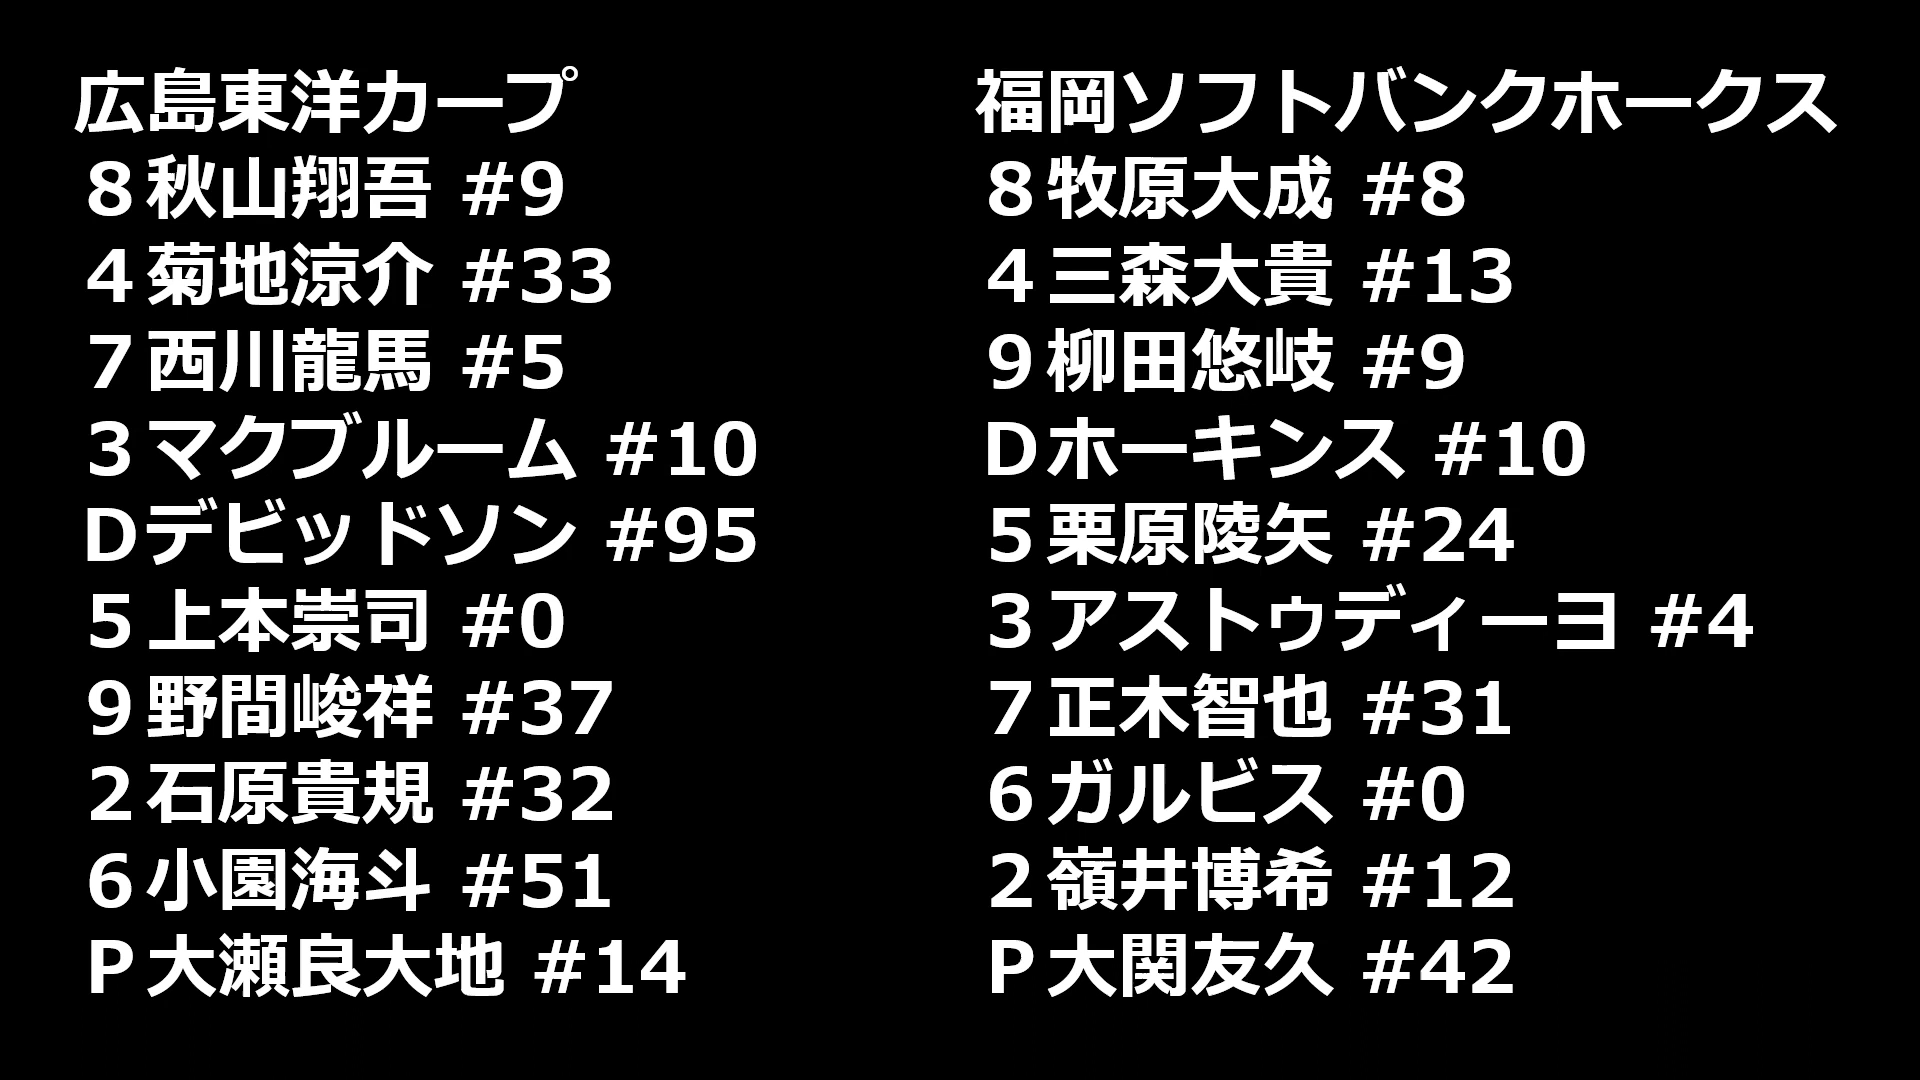 広島東洋カープ
8秋山翔吾 #9
4菊地涼介 #33
7西川龍馬 #5
3マクブルーム #10
Dデビッドソン #95
5上本崇司 #0
9野間峻祥 #37
2石原貴規 #32
6小園海斗 #51
P大瀬良大地 #14
福岡ソフトバンクホークス
8牧原大成 #8
4三森大貴 #13
9柳田悠岐 #9
Dホーキンス #10
5栗原陵矢 #24
3アストゥディーヨ #4
7正木智也 #31
6ガルビス #0
2嶺井博希 #12
P大関友久 #42